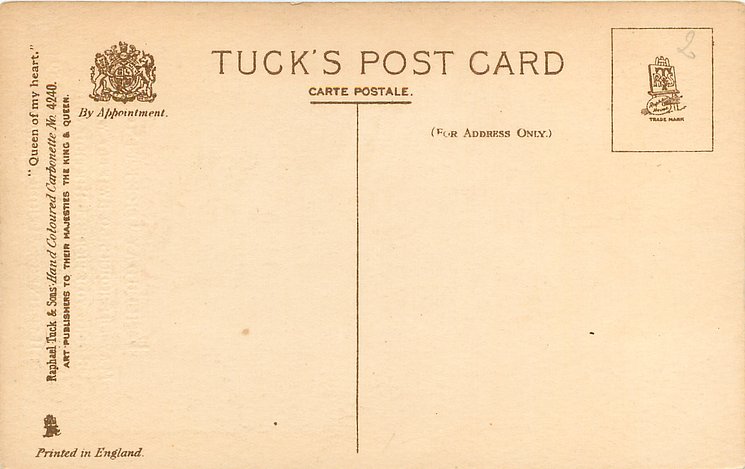 TUCK'S POST CARD
CARTE POSTALE.
By Appointment.
(For Address Only.)
TRADE MARK
"Queen of my heart."
Raphael Tuck & Sons' Hand Coloured Carbonette No. 4240.
ART PUBLISHERS TO THEIR MAJESTIES THE KING & QUEEN.
Printed in England.
2